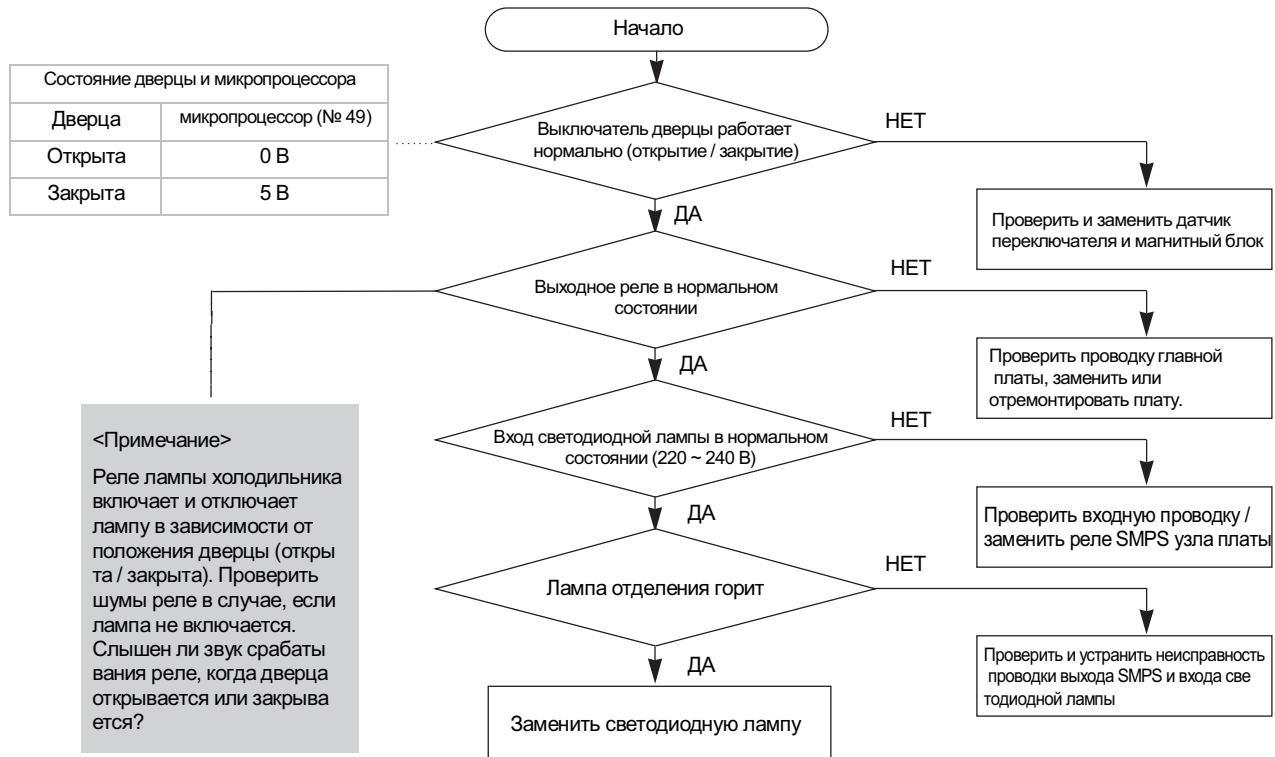 Начало
Состояние дверцы и микропроцессора
Дверца микропроцессор (№ 49)
Открыта 0 В
Закрыта 5 В
Выключатель дверцы работает
нормально (открытие / закрытие)
НЕТ
Проверить и заменить датчик
переключателя и магнитный блок
ДА
Выходное реле в нормальном
состоянии
НЕТ
Проверить проводку главной
платы, заменить или
отремонтировать плату.
ДА
<Примечание>
Реле лампы холодильника
включает и отключает
лампу в зависимости от
положения дверцы (откры
та / закрыта). Проверить
шумы реле в случае, если
лампа не включается.
Слышен ли звук срабаты
вания реле, когда дверца
открывается или закрыва
ется?
Вход светодиодной лампы в нормальном
состоянии (220 ~ 240 В)
НЕТ
Проверить входную проводку /
заменить реле SMPS узла платы
ДА
Лампа отделения горит
НЕТ
Проверить и устранить неисправность
проводки выхода SMPS и входа све
тодиодной лампы
ДА
Заменить светодиодную лампу